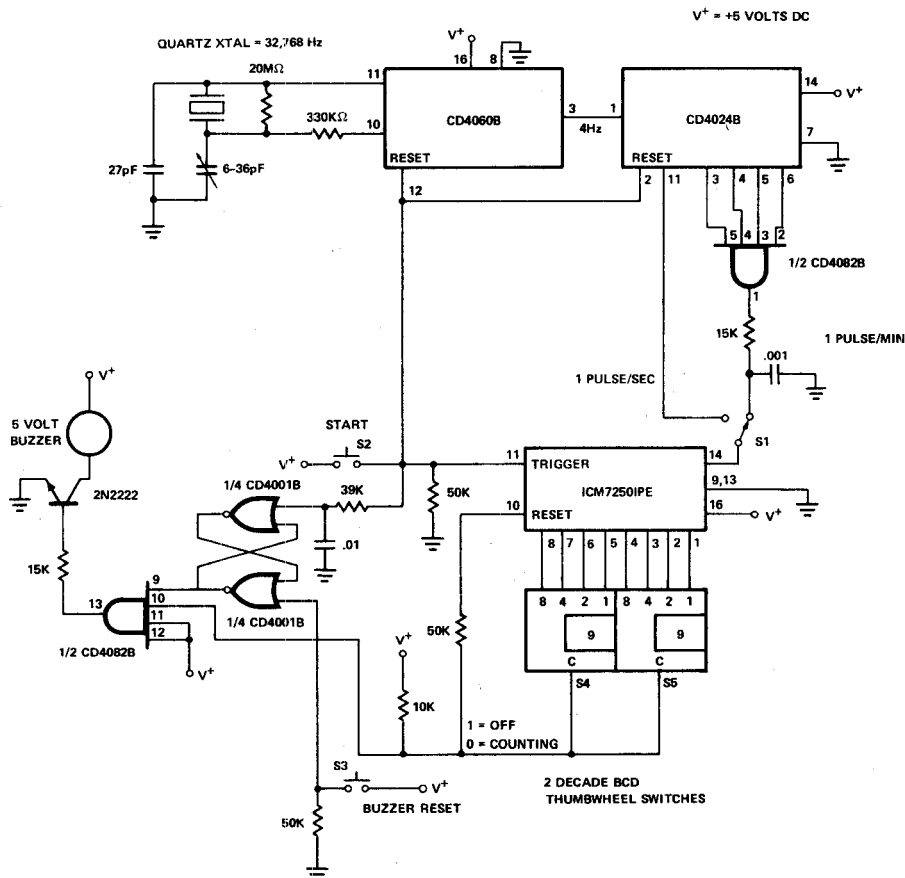 V+ = +5 VOLTS DC
QUARTZ XTAL = 32,768 Hz
V+
16
8
20MΩ
11
CD4060B
3
4Hz
1
CD4024B
14
V+
7
330KΩ
10
RESET
12
RESET
2
11
3
4
5
6
27pF
6-36pF
5
4
3
2
1/2 CD4082B
1
15K
.001
1 PULSE/MIN
1 PULSE/SEC
S1
V+
5 VOLT
BUZZER
2N2222
START
S2
V+
11
TRIGGER
14
ICM7250IPE
9,13
10
RESET
16
V+
1/4 CD4001B
39K
50K
.01
8
7
6
5
4
3
2
1
15K
9
10
11
12
13
1/2 CD4082B
V+
1/4 CD4001B
50K
8
4
2
1
8
4
2
1
9
9
C
C
S4
S5
V+
10K
1 = OFF
0 = COUNTING
S3
V+
BUZZER RESET
50K
2 DECADE BCD
THUMBWHEEL SWITCHES